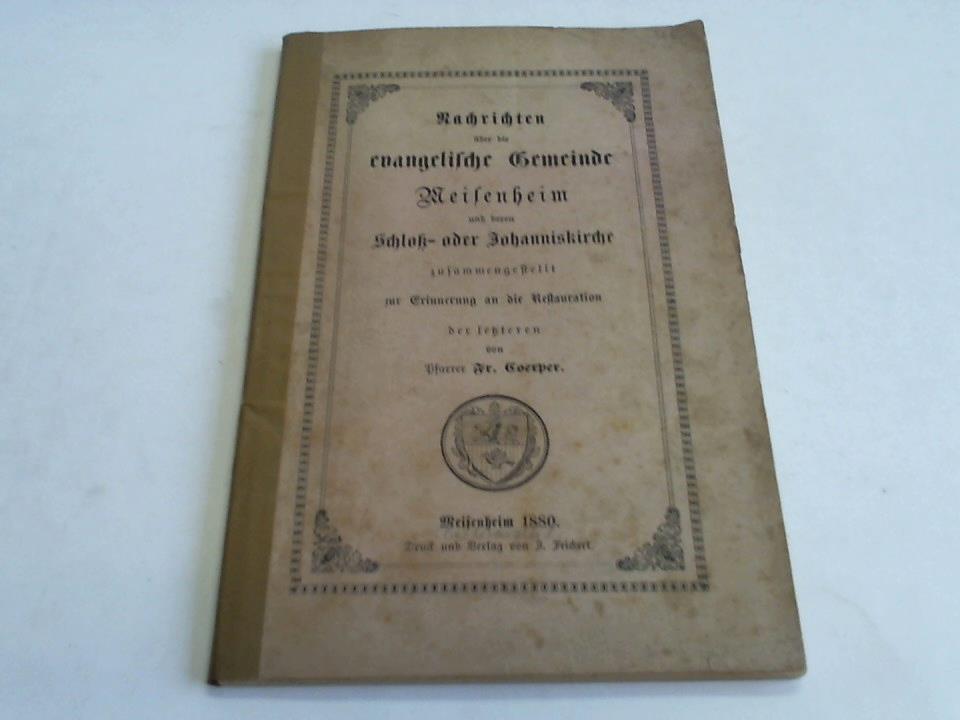 Nachrichten
über die
evangelische Gemeinde
Meisenheim
und deren
Schloß- oder Johanniskirche
zusammengestellt
zur Erinnerung an die Restauration
der letzteren
von
Pfarrer Fr. Coerper.
Meisenheim 1880.
Druck und Verlag von A. Feickert.